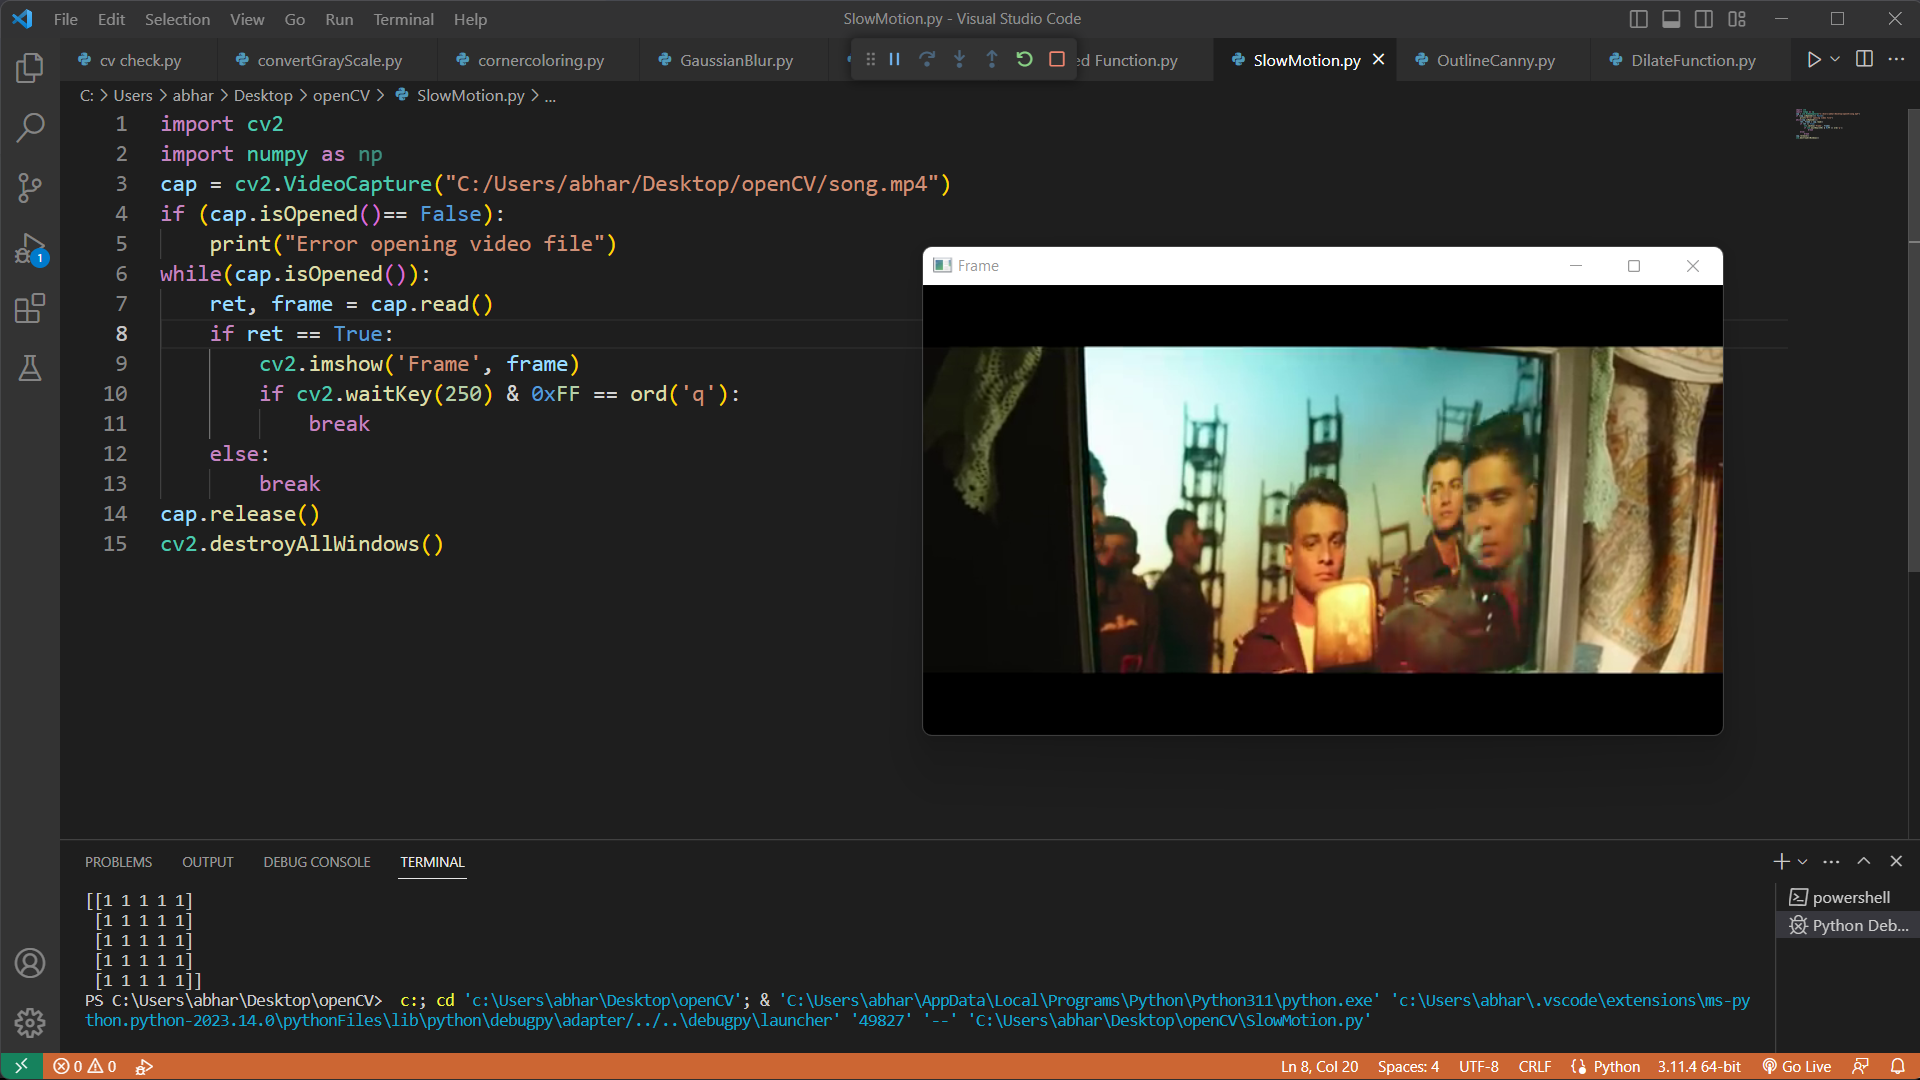 File Edit Selection View Go Run Terminal Help
SlowMotion.py - Visual Studio Code
cv check.py convertGrayScale.py cornercoloring.py GaussianBlur.py ed Function.py SlowMotion.py OutlineCanny.py DilateFunction.py
C: > Users > abhar > Desktop > openCV > SlowMotion.py > ...
1 import cv2
2 import numpy as np
3 cap = cv2.VideoCapture("C:/Users/abhar/Desktop/openCV/song.mp4")
4 if (cap.isOpened()== False):
5 print("Error opening video file")
6 while(cap.isOpened()):
7 ret, frame = cap.read()
8 if ret == True:
9 cv2.imshow('Frame', frame)
10 if cv2.waitKey(250) & 0xFF == ord('q'):
11 break
12 else:
13 break
14 cap.release()
15 cv2.destroyAllWindows()
Frame
1
PROBLEMS OUTPUT DEBUG CONSOLE TERMINAL
[[1 1 1 1 1]
[1 1 1 1 1]
[1 1 1 1 1]
[1 1 1 1 1]
[1 1 1 1 1]]
PS C:\Users\abhar\Desktop\openCV> c:; cd 'c:\Users\abhar\Desktop\openCV'; & 'C:\Users\abhar\AppData\Local\Programs\Python\Python311\python.exe' 'c:\Users\abhar\.vscode\extensions\ms-py
thon.python-2023.14.0\pythonFiles\lib\python\debugpy\adapter/../..\debugpy\launcher' '49827' '--' 'C:\Users\abhar\Desktop\openCV\SlowMotion.py'
powershell
Python Deb...
0 0
Ln 8, Col 20 Spaces: 4 UTF-8 CRLF Python 3.11.4 64-bit Go Live